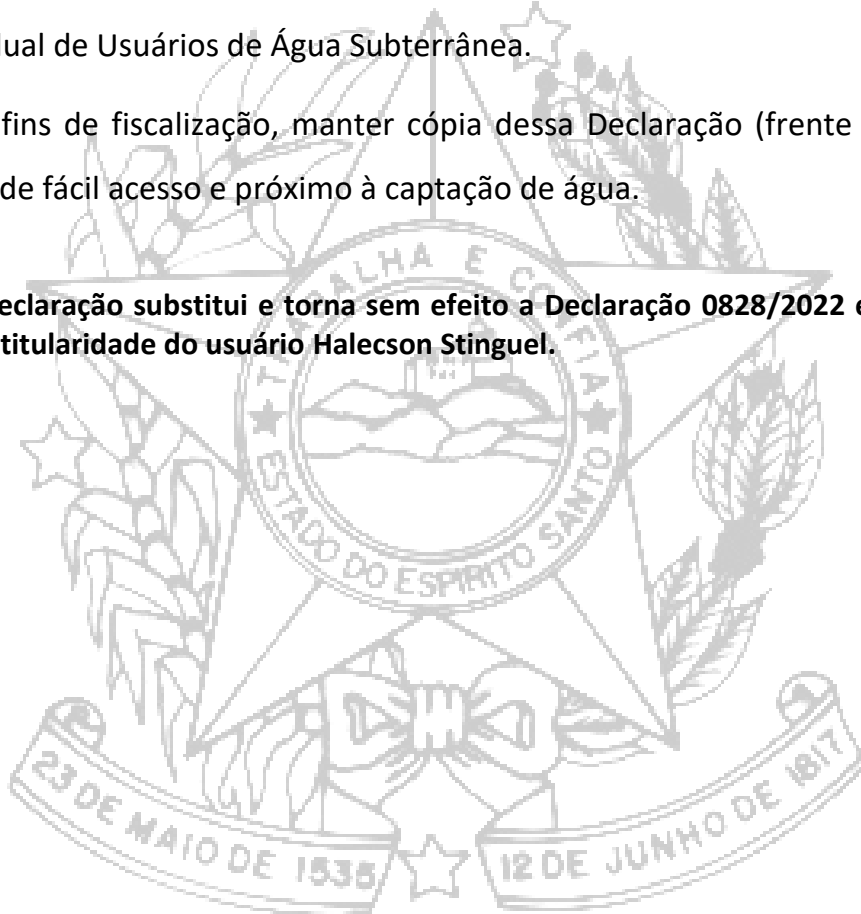 dual de Usuários de Água Subterrânea.
fins de fiscalização, manter cópia dessa Declaração (frente
de fácil acesso e próximo à captação de água.
eclaração substitui e torna sem efeito a Declaração 0828/2022 e
titularidade do usuário Halecson Stinguel.
TRABALHA E CONFIA
ESTADO DO ESPIRITO SANTO
23 DE MAIO DE 1535
12 DE JUNHO DE 1817